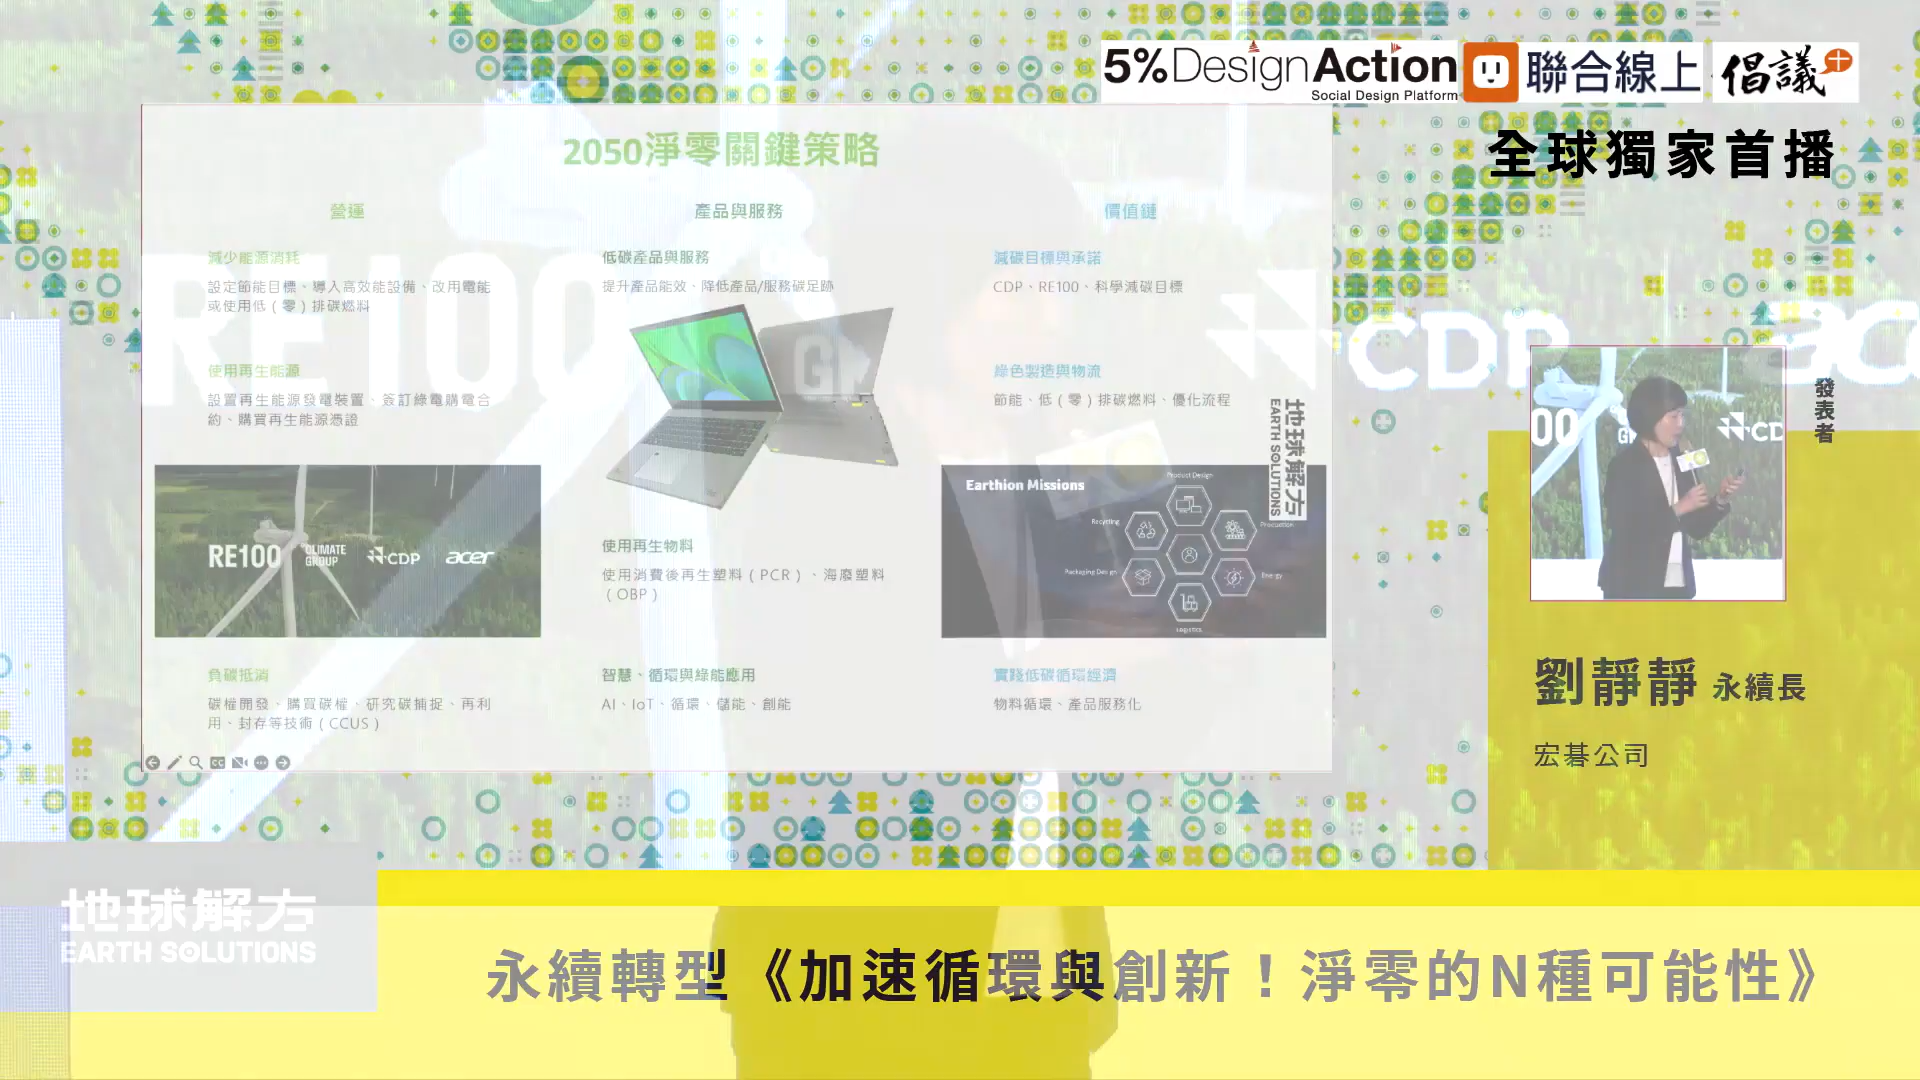 5%DesignAction
Social Design Platform
聯合線上
倡議+
全球獨家首播
2050淨零關鍵策略
營運
減少能源消耗
設定節能目標、導入高效能設備、改用電能
或使用低(零)排碳燃料
使用再生能源
設置再生能源發電裝置、簽訂綠電購電合
約、購買再生能源憑證
RE100
CLIMATE
GROUP
CDP
acer
負碳抵消
碳權開發、購買碳權、研究碳捕捉、再利
用、封存等技術(CCUS)
產品與服務
低碳產品與服務
提升產品能效、降低產品/服務碳足跡
使用再生物料
使用消費後再生塑料(PCR)、海廢塑料
(OBP)
智慧、循環與綠能應用
AI、IoT、循環、儲能、創能
價值鏈
減碳目標與承諾
CDP、RE100、科學減碳目標
綠色製造與物流
節能、低(零)排碳燃料、優化流程
Earthion Missions
Product Design
Recycling
Production
Packaging Design
Energy
Logistics
實踐低碳循環經濟
物料循環、產品服務化
地球解方
EARTH SOLUTIONS
RE100
CDP
acer
00
CD
發表者
劉靜靜 永續長
宏碁公司
地球解方
EARTH SOLUTIONS
永續轉型《加速循環與創新！淨零的N種可能性》